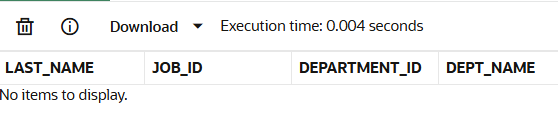 Download Execution time: 0.004 seconds
LAST_NAME JOB_ID DEPARTMENT_ID DEPT_NAME
No items to display.